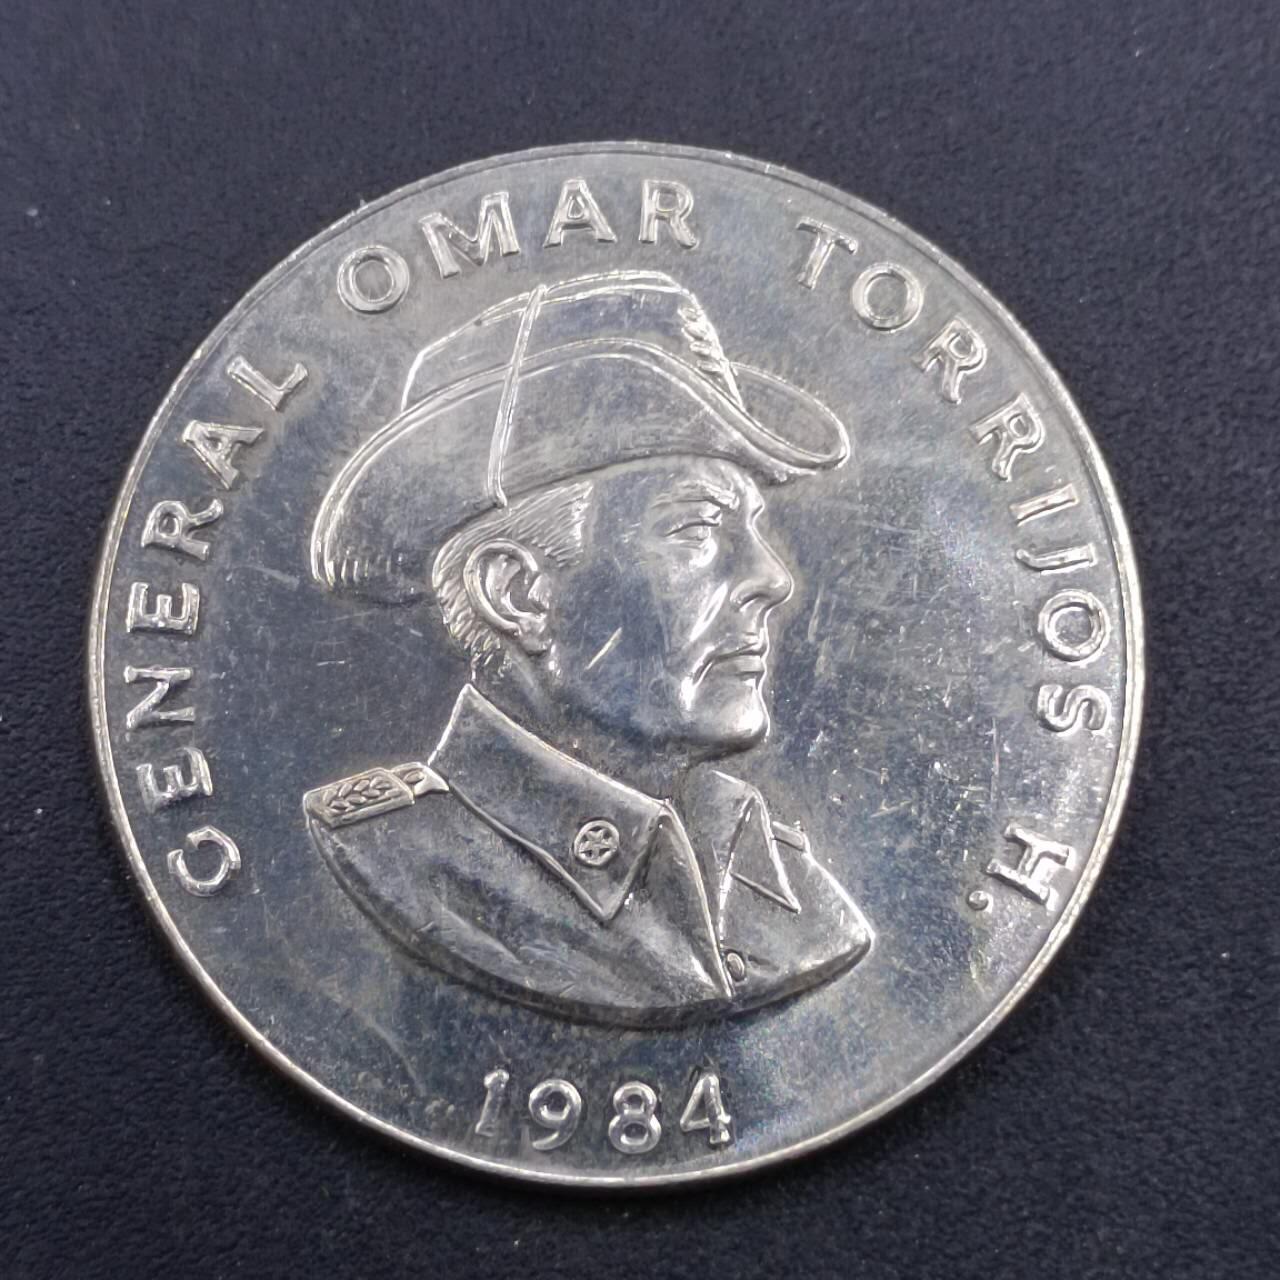 GENERAL OMAR TORRIJOS H.
1984